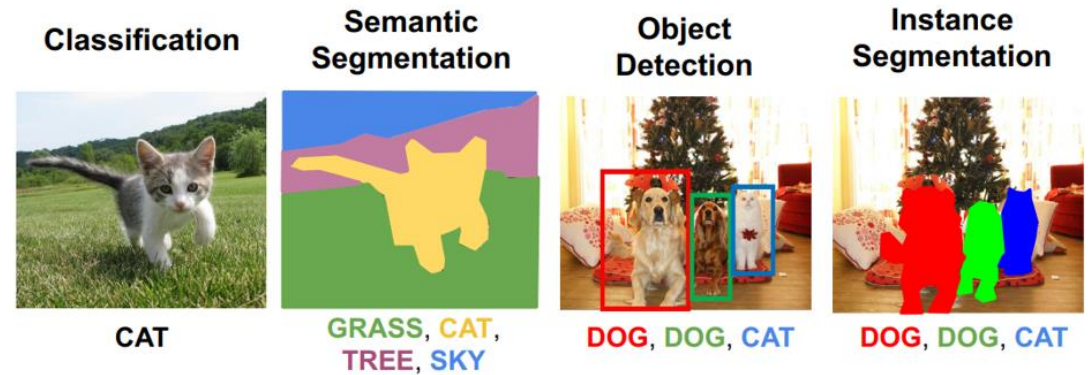 Classification
Semantic
Segmentation
Object
Detection
Instance
Segmentation
CAT
GRASS, CAT,
TREE, SKY
DOG, DOG, CAT
DOG, DOG, CAT